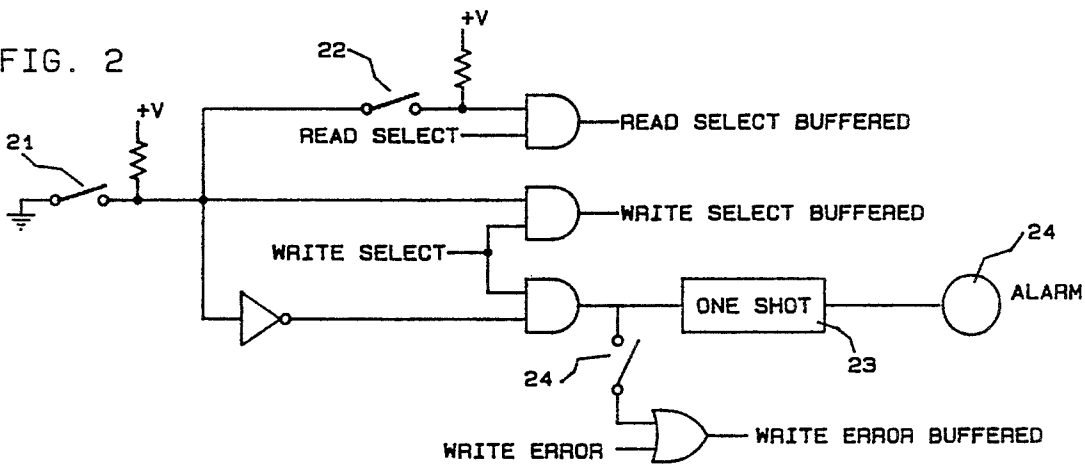 FIG. 2
+V
22
+V
READ SELECT
READ SELECT BUFFERED
21
WRITE SELECT BUFFERED
WRITE SELECT
24
ALARM
ONE SHOT
23
24
WRITE ERROR
WRITE ERROR BUFFERED